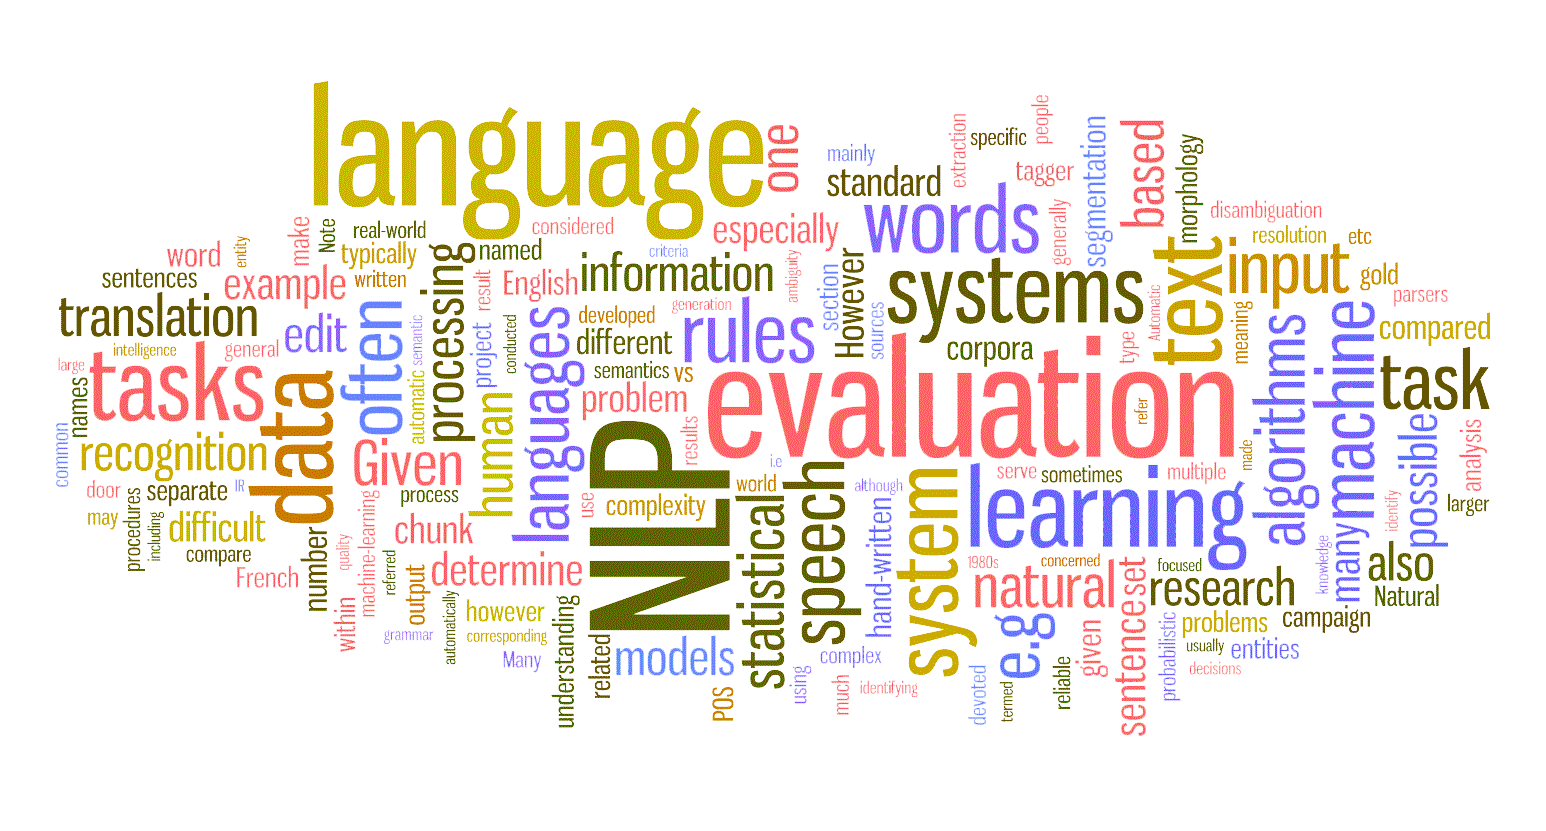 language
one
mainly
standard
extraction
specific
people
tagger
segmentation
based
morphology
disambiguation
resolution
etc
gold
parsers
word
entity
make
Note
real-world
typically
written
named
considered
criteria
especially
words
generally
sentences
example
translation
edit
often
processing
result
English
information
ambiguity
section
However
systems
text
input
intelligence
general
large
tasks
names
data
automatic
semantic
project
conducted
languages
developed
generation
different
rules
sources
semantics
vs
problem
corpora
type
Automatic
meaning
algorithms
machine
compared
task
common
recognition
Given
human
NLP
results
evaluation
refer
made
possible
analysis
door
separate
IR
process
use
complexity
world
i.e
although
serve
sometimes
multiple
learning
identify
larger
may
procedures
including
difficult
compare
French
number
quality
machine-learning
referred
chunk
output
determine
statistical
speech
hand-written
system
1980s
concerned
natural
set
focused
research
knowledge
many
also
Natural
within
grammar
automatically
however
corresponding
Many
understanding
related
models
POS
using
complex
much
identifying
devoted
e.g
termed
reliable
given
sentence
probabilistic
problems
usually
entities
decisions
campaign